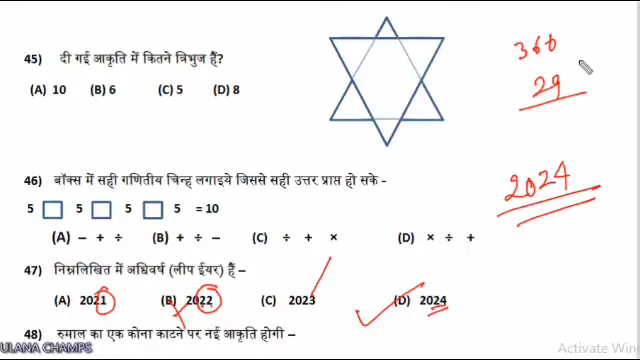 45) दी गई आकृति में कितने त्रिभुज हैं?
(A) 10 (B) 6 (C) 5 (D) 8
366
29
46) बॉक्स में सही गणितीय चिन्ह लगाइये जिससे सही उत्तर प्राप्त हो सके -
2024
5 5 5 5 = 10
(A) − + ÷ (B) + ÷ − (C) ÷ + × (D) × ÷ +
47) निम्नलिखित में अधिवर्ष (लीप ईयर) हैं–
(A) 2021 (B) 2022 (C) 2023 (D) 2024
48) रुमाल का एक कोना काटने पर नई आकृति होगी –
ULANA CHAMPS
Activate Win